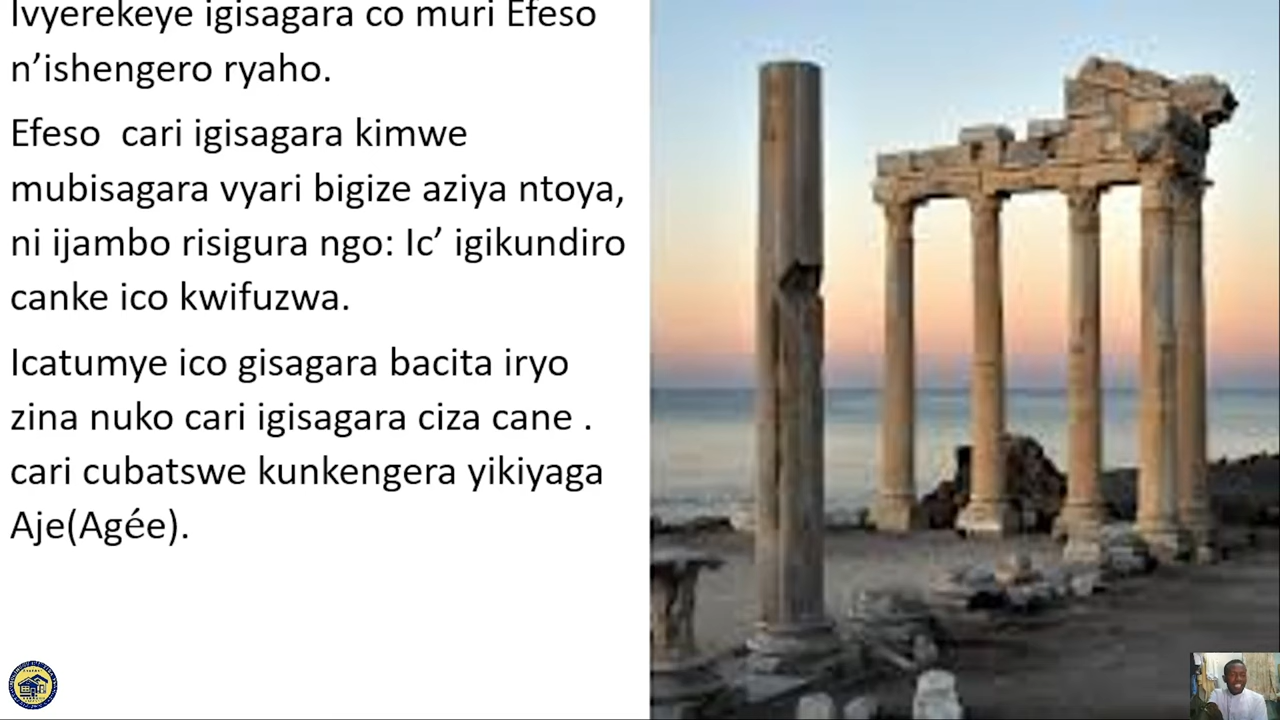 Ivyerekeye igisagara co muri Efeso
n’ishengero ryaho.
Efeso  cari igisagara kimwe
mubisagara vyari bigize aziya ntoya,
ni ijambo risigura ngo: Ic’ igikundiro
canke ico kwifuzwa.
Icatumye ico gisagara bacita iryo
zina nuko cari igisagara ciza cane .
cari cubatswe kunkengera yikiyaga
Aje(Agée).